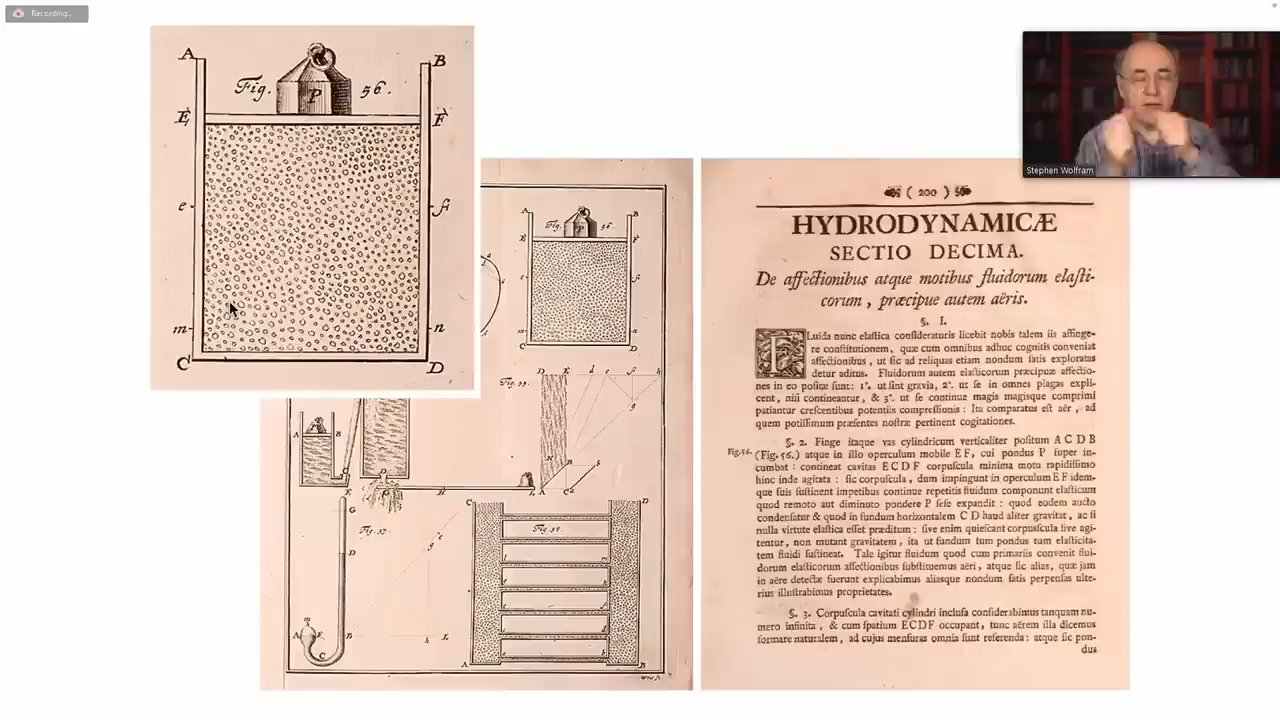 Recording...
A
B
Fig. 56.
P
E
F
e
f
m
n
C
D
Stephen Wolfram
Fig. 56.
P
C
D
Fig. 57
Fig. 58.
A
B
( 200 )
HYDRODYNAMICÆ
SECTIO DECIMA.
De affectionibus atque motibus fluidorum elaſti-
corum , præcipue autem aëris.
§. I.
FLuida nunc elaſtica conſideraturis licebit nobis talem iis affinge-
re conſtitutionem, quæ cum omnibus adhuc cognitis conveniat
affectionibus , ut ſic ad reliquas etiam nondum ſatis exploratas
detur aditus. Fluidorum autem elaſticorum præcipuæ affectio-
nes in eo poſitæ ſunt: 1°. ut ſint gravia, 2°. ut ſe in omnes plagas expli-
cent, niſi contineantur, & 3°. ut ſe continue magis magisque comprimi
patiantur creſcentibus potentiis compreſſionis : Ita comparatus eſt aër , ad
quem potiſſimum præſentes noſtræ pertinent cogitationes.
§. 2. Finge itaque vas cylindricum verticaliter poſitum A C D B
Fig. 56. (Fig. 56.) atque in illo operculum mobile E F, cui pondus P ſuper in-
cumbat : contineat cavitas E C D F corpuſcula minima motu rapidiſſimo
hinc inde agitata : ſic corpuſcula, dum impingunt in operculum E F idem-
que ſuis ſuſtinent impetibus continue repetitis fluidum componunt elaſticum
quod remoto aut diminuto pondere P ſeſe expandit : quod eodem aucto
condenſatur & quod in fundum horizontalem C D haud aliter gravitat, ac ſi
nulla virtute elaſtica eſſet præditum : ſive enim quieſcant corpuſcula ſive agi-
tentur, non mutant gravitatem , ita ut fundum tum pondus tum elaſticita-
tem fluidi ſuſtineat. Tale igitur fluidum quod cum primariis convenit flui-
dorum elaſticorum affectionibus ſubſtituemus aëri, atque ſic alias, quæ jam
in aëre detectæ fuerunt explicabimus aliasque nondum ſatis perpenſas ulte-
rius illuſtrabimus proprietates.
§. 3. Corpuſcula cavitati cylindri incluſa conſiderabimus tanquam nu-
mero infinita , & cum ſpatium E C D F occupant, tunc aërem illa dicemus
formare naturalem, ad cujus menſuras omnia ſunt referenda : atque ſic pon-
dus